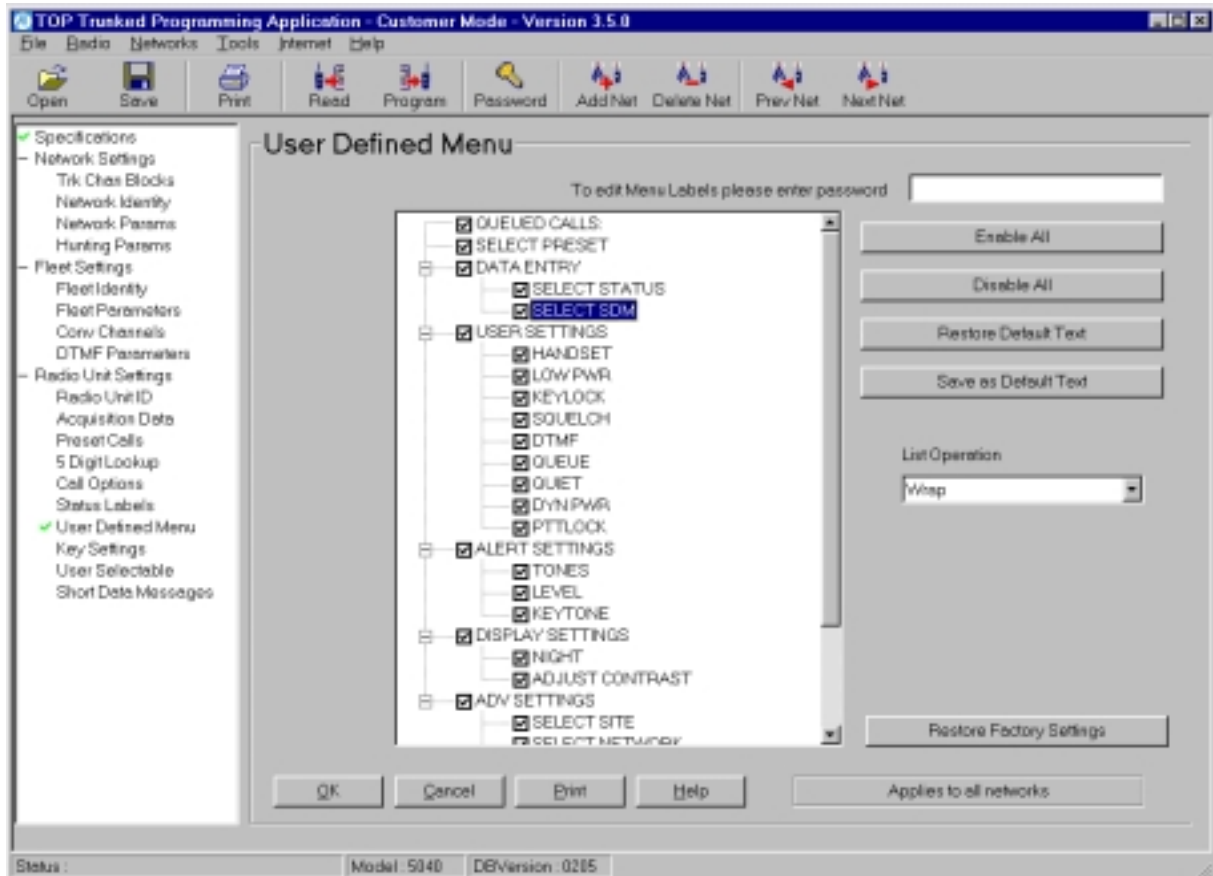 TOP Trunked Programming Application - Customer Mode - Version 3.5.0
File Radio Networks Tools Internet Help
Open Save Print Read Program Password Add Net Delete Net Prev Net Next Net
Specifications
Network Settings
Trk Chan Blocks
Network Identity
Network Params
Hunting Params
Fleet Settings
Fleet Identity
Fleet Parameters
Conv Channels
DTMF Parameters
Radio Unit Settings
Radio Unit ID
Acquisition Data
Preset Calls
5 Digit Lookup
Call Options
Status Labels
User Defined Menu
Key Settings
User Selectable
Short Data Messages
User Defined Menu
To edit Menu Labels please enter password
QUEUED CALLS:
SELECT PRESET
DATA ENTRY
SELECT STATUS
SELECT SDM
USER SETTINGS
HANDSET
LOW PWR
KEYLOCK
SQUELCH
DTMF
QUEUE
QUIET
DYN PWR
PTTLOCK
ALERT SETTINGS
TONES
LEVEL
KEYTONE
DISPLAY SETTINGS
NIGHT
ADJUST CONTRAST
ADV SETTINGS
SELECT SITE
SELECT NETWORK
Enable All
Disable All
Restore Default Text
Save as Default Text
List Operation
Wrap
Restore Factory Settings
OK Cancel Print Help Applies to all networks
Status : Model : 5040 DBVersion : 0205